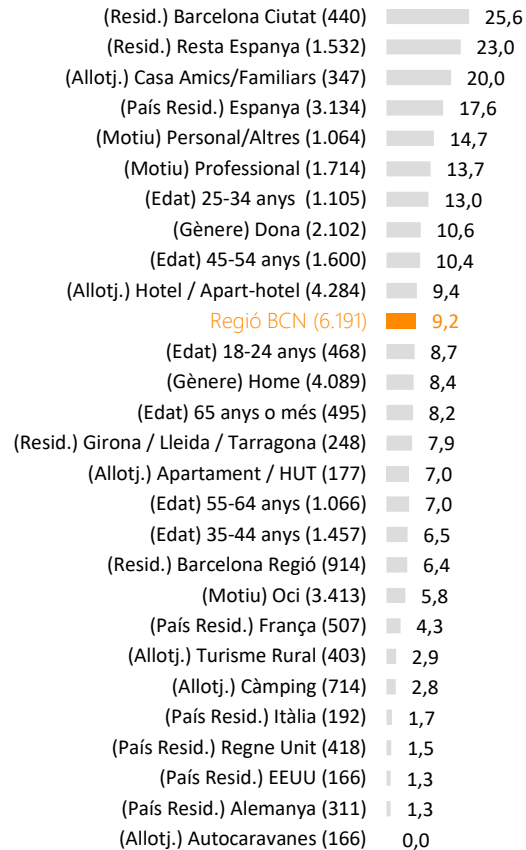 (Resid.) Barcelona Ciutat (440) 25,6
(Resid.) Resta Espanya (1.532) 23,0
(Allotj.) Casa Amics/Familiars (347) 20,0
(País Resid.) Espanya (3.134) 17,6
(Motiu) Personal/Altres (1.064) 14,7
(Motiu) Professional (1.714) 13,7
(Edat) 25-34 anys (1.105) 13,0
(Gènere) Dona (2.102) 10,6
(Edat) 45-54 anys (1.600) 10,4
(Allotj.) Hotel / Apart-hotel (4.284) 9,4
Regió BCN (6.191) 9,2
(Edat) 18-24 anys (468) 8,7
(Gènere) Home (4.089) 8,4
(Edat) 65 anys o més (495) 8,2
(Resid.) Girona / Lleida / Tarragona (248) 7,9
(Allotj.) Apartament / HUT (177) 7,0
(Edat) 55-64 anys (1.066) 7,0
(Edat) 35-44 anys (1.457) 6,5
(Resid.) Barcelona Regió (914) 6,4
(Motiu) Oci (3.413) 5,8
(País Resid.) França (507) 4,3
(Allotj.) Turisme Rural (403) 2,9
(Allotj.) Càmping (714) 2,8
(País Resid.) Itàlia (192) 1,7
(País Resid.) Regne Unit (418) 1,5
(País Resid.) EEUU (166) 1,3
(País Resid.) Alemanya (311) 1,3
(Allotj.) Autocaravanes (166) 0,0